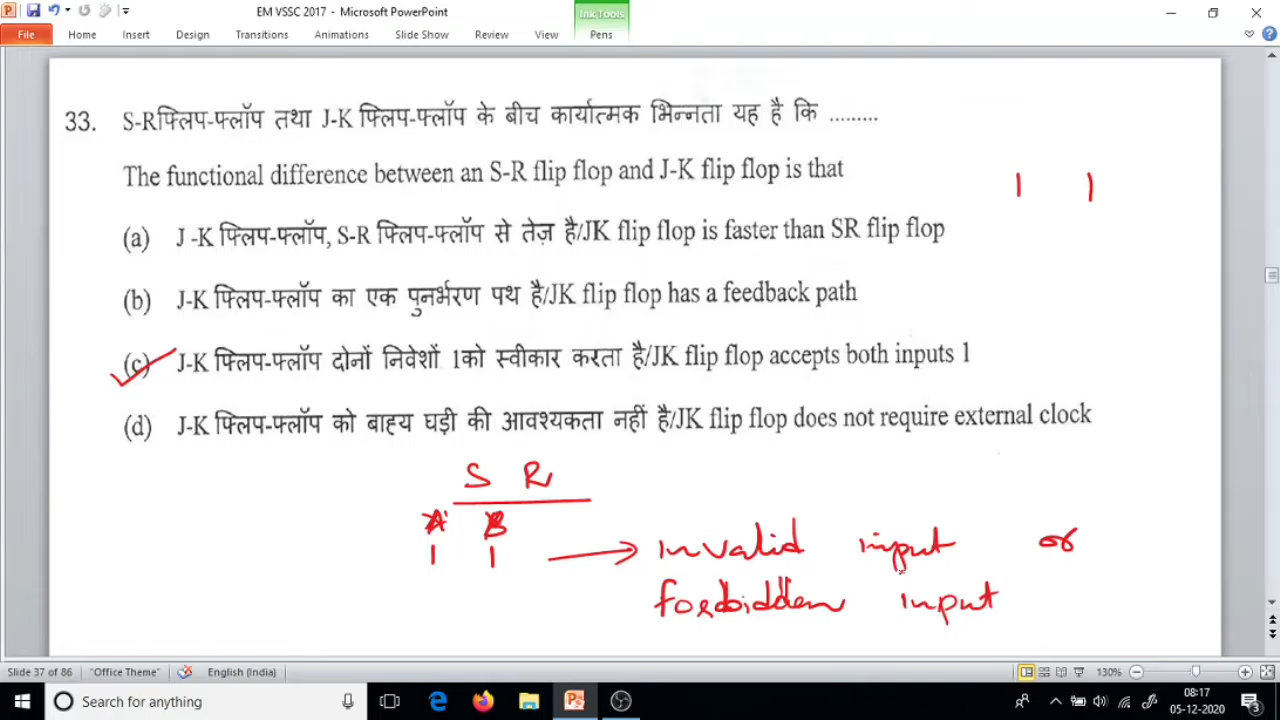 EM VSSC 2017 - Microsoft PowerPoint
Ink Tools
File Home Insert Design Transitions Animations Slide Show Review View Pens
33. S-Rफ्लिप-फ्लॉप तथा J-K फ्लिप-फ्लॉप के बीच कार्यात्मक भिन्नता यह है कि .........
The functional difference between an S-R flip flop and J-K flip flop is that
1 1
(a) J -K फ्लिप-फ्लॉप, S-R फ्लिप-फ्लॉप से तेज़ है/JK flip flop is faster than SR flip flop
(b) J-K फ्लिप-फ्लॉप का एक पुनर्भरण पथ है/JK flip flop has a feedback path
(c) J-K फ्लिप-फ्लॉप दोनों निवेशों 1को स्वीकार करता है/JK flip flop accepts both inputs 1
(d) J-K फ्लिप-फ्लॉप को बाह्य घड़ी की आवश्यकता नहीं है/JK flip flop does not require external clock
S R
A B
1 1 → Invalid input or
forbidden input
Slide 37 of 86 "Office Theme" English (India) 130%
Search for anything
08:17
05-12-2020
3